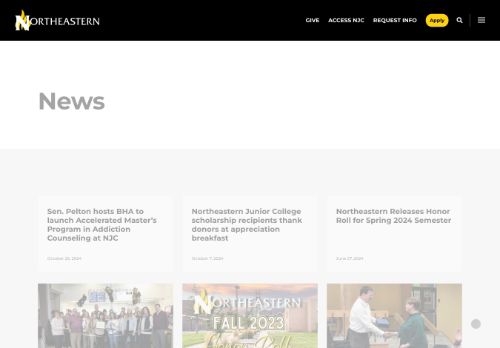 NORTHEASTERN
GIVE ACCESS NJC REQUEST INFO Apply
News
Sen. Pelton hosts BHA to
launch Accelerated Master's
Program in Addiction
Counseling at NJC
October 25, 2024
Northeastern Junior College
scholarship recipients thank
donors at appreciation
breakfast
October 7, 2024
Northeastern Releases Honor
Roll for Spring 2024 Semester
June 27, 2024
NORTHEASTERN
FALL 2023